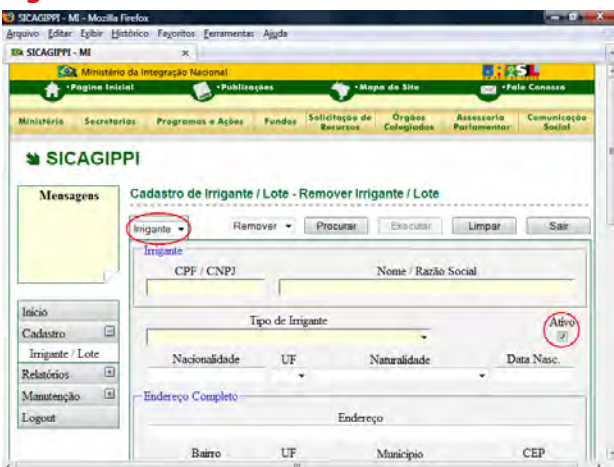 SICAGIPPI - MI - Mozilla Firefox
Arquivo Editar Exibir Histórico Favoritos Ferramentas Ajuda
SICAGIPPI - MI
Ministério da Integração Nacional
Página Inicial Publicações Mapa do Site Fale Conosco
Ministério Secretarias Programas e Ações Fundos Solicitação de Recursos Órgãos Colegiados Assessoria Parlamentar Comunicação Social
SICAGIPPI
Mensagens
Cadastro de Irrigante / Lote - Remover Irrigante / Lote
Irrigante Remover Procurar Executar Limpar Sair
Irrigante
CPF / CNPJ Nome / Razão Social
Tipo de Irrigante Ativo
Nacionalidade UF Naturalidade Data Nasc.
Início
Cadastro
Irrigante / Lote
Relatórios
Manutenção
Logout
Endereço Completo
Endereço
Bairro UF Município CEP